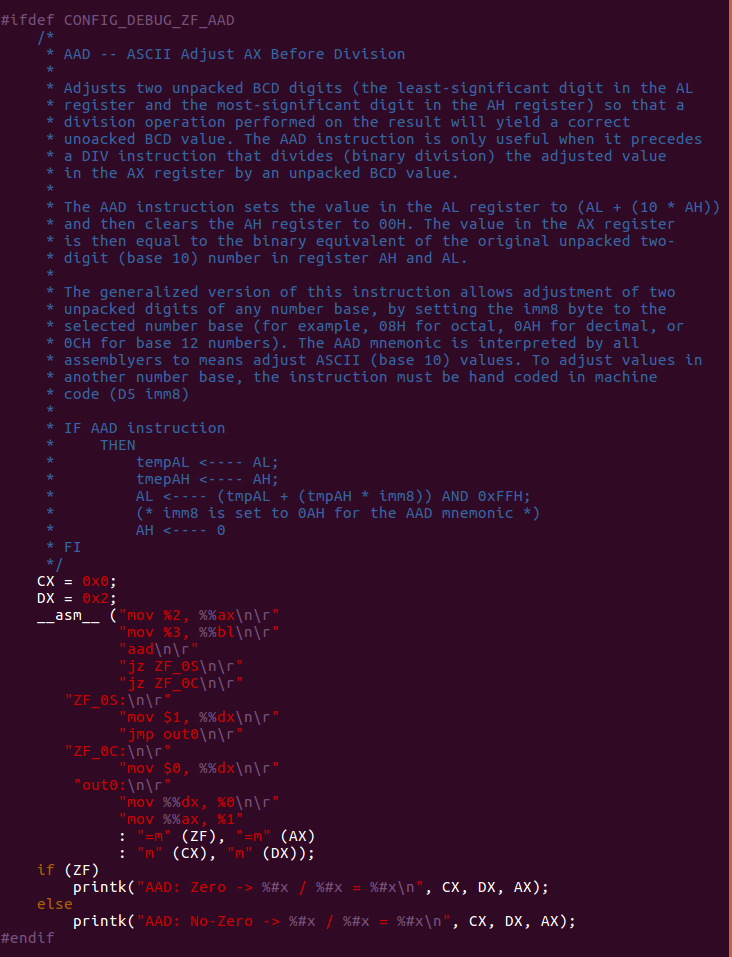 #ifdef CONFIG_DEBUG_ZF_AAD
    /*
     * AAD -- ASCII Adjust AX Before Division
     *
     * Adjusts two unpacked BCD digits (the least-significant digit in the AL
     * register and the most-significant digit in the AH register) so that a
     * division operation performed on the result will yield a correct
     * unoacked BCD value. The AAD instruction is only useful when it precedes
     * a DIV instruction that divides (binary division) the adjusted value
     * in the AX register by an unpacked BCD value.
     *
     * The AAD instruction sets the value in the AL register to (AL + (10 * AH))
     * and then clears the AH register to 00H. The value in the AX register
     * is then equal to the binary equivalent of the original unpacked two-
     * digit (base 10) number in register AH and AL.
     *
     * The generalized version of this instruction allows adjustment of two
     * unpacked digits of any number base, by setting the imm8 byte to the
     * selected number base (for example, 08H for octal, 0AH for decimal, or
     * 0CH for base 12 numbers). The AAD mnemonic is interpreted by all
     * assemblyers to means adjust ASCII (base 10) values. To adjust values in
     * another number base, the instruction must be hand coded in machine
     * code (D5 imm8)
     *
     * IF AAD instruction
     *     THEN
     *         tempAL <---- AL;
     *         tmepAH <---- AH;
     *         AL <---- (tmpAL + (tmpAH * imm8)) AND 0xFFH;
     *         (* imm8 is set to 0AH for the AAD mnemonic *)
     *         AH <---- 0
     * FI
     */
    CX = 0x0;
    DX = 0x2;
    __asm__ ("mov %2, %%ax\n\r"
             "mov %3, %%bl\n\r"
             "aad\n\r"
             "jz ZF_0S\n\r"
             "jz ZF_0C\n\r"
       "ZF_0S:\n\r"
             "mov $1, %%dx\n\r"
             "jmp out0\n\r"
       "ZF_0C:\n\r"
             "mov $0, %%dx\n\r"
        "out0:\n\r"
             "mov %%dx, %0\n\r"
             "mov %%ax, %1"
             : "=m" (ZF), "=m" (AX)
             : "m" (CX), "m" (DX));
    if (ZF)
        printk("AAD: Zero -> %#x / %#x = %#x\n", CX, DX, AX);
    else
        printk("AAD: No-Zero -> %#x / %#x = %#x\n", CX, DX, AX);
#endif